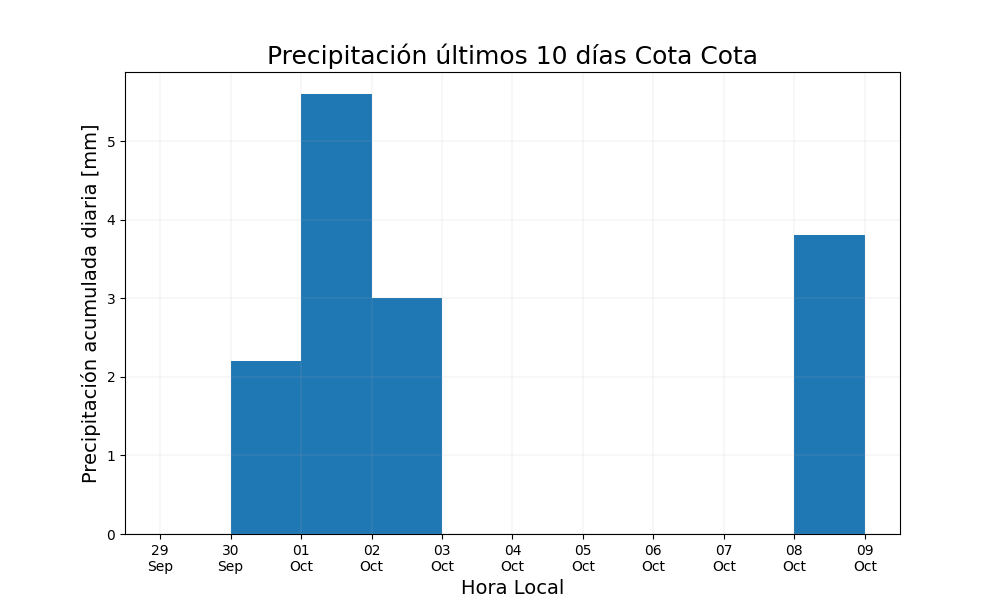 Precipitación últimos 10 días Cota Cota
Precipitación acumulada diaria [mm]
5
4
3
2
1
0
29 30 01 02 03 04 05 06 07 08 09
Sep Sep Oct Oct Oct Oct Oct Oct Oct Oct Oct
Hora Local